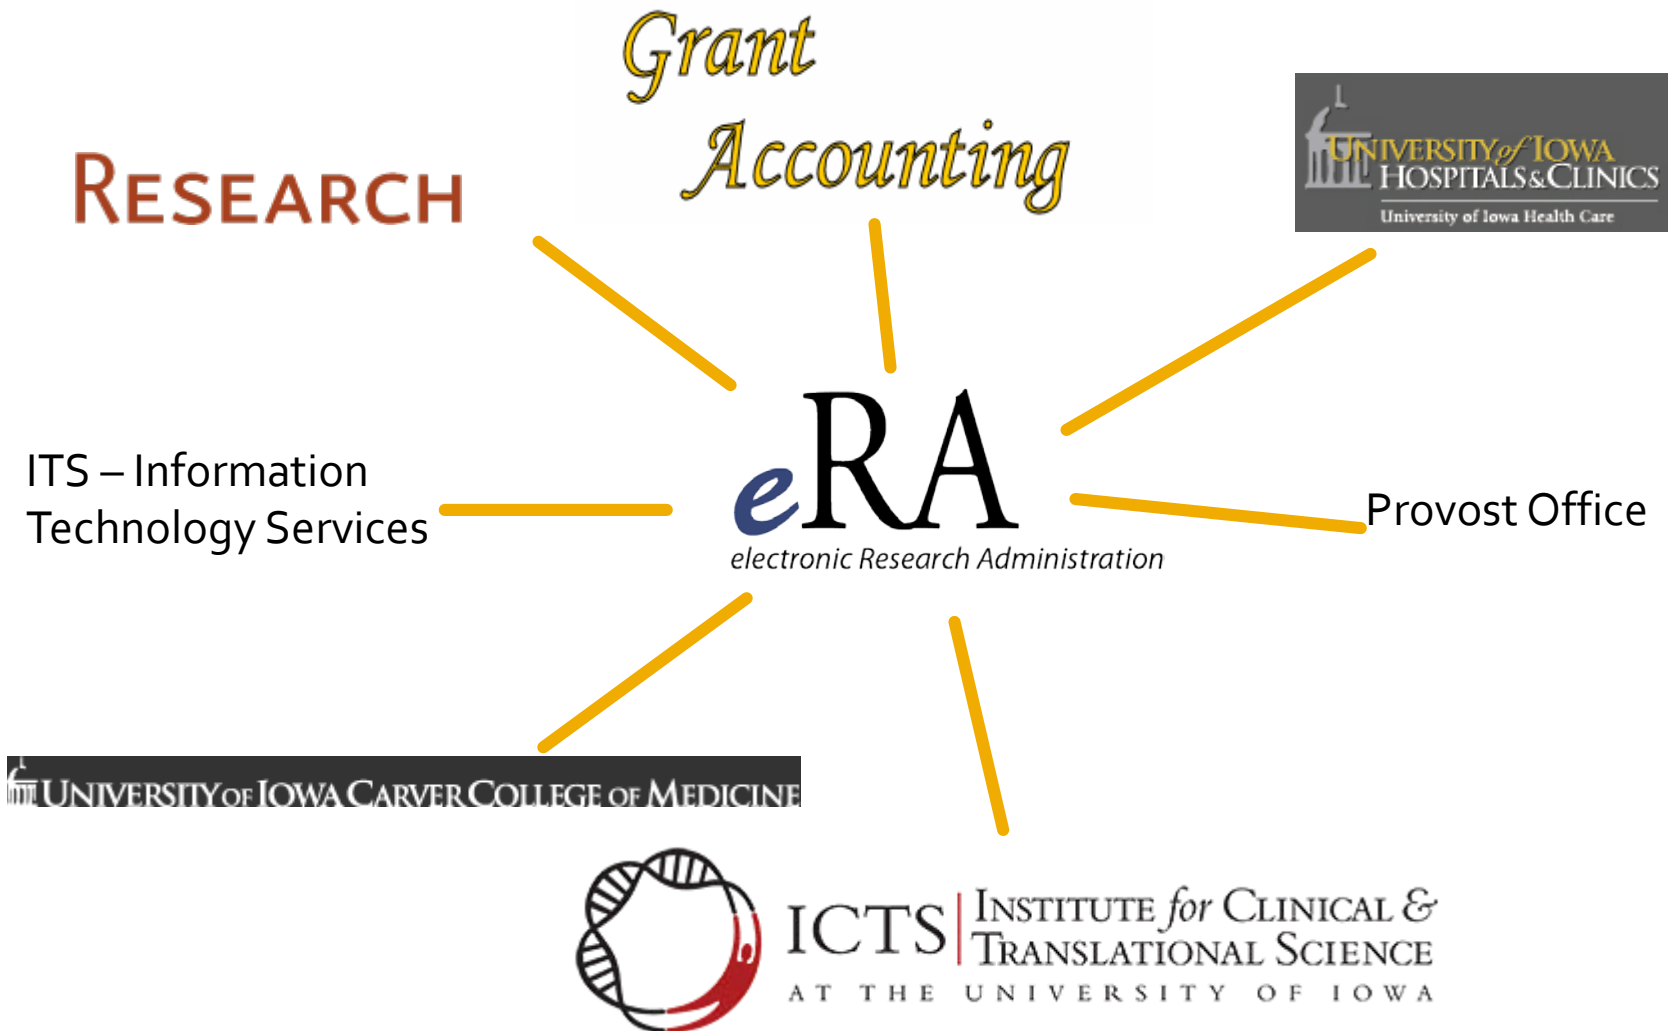 Grant
Accounting
RESEARCH
UNIVERSITY of IOWA
HOSPITALS & CLINICS
University of Iowa Health Care
eRA
electronic Research Administration
ITS – Information
Technology Services
Provost Office
UNIVERSITY OF IOWA CARVER COLLEGE OF MEDICINE
ICTS
INSTITUTE for CLINICAL &
TRANSLATIONAL SCIENCE
AT THE UNIVERSITY OF IOWA